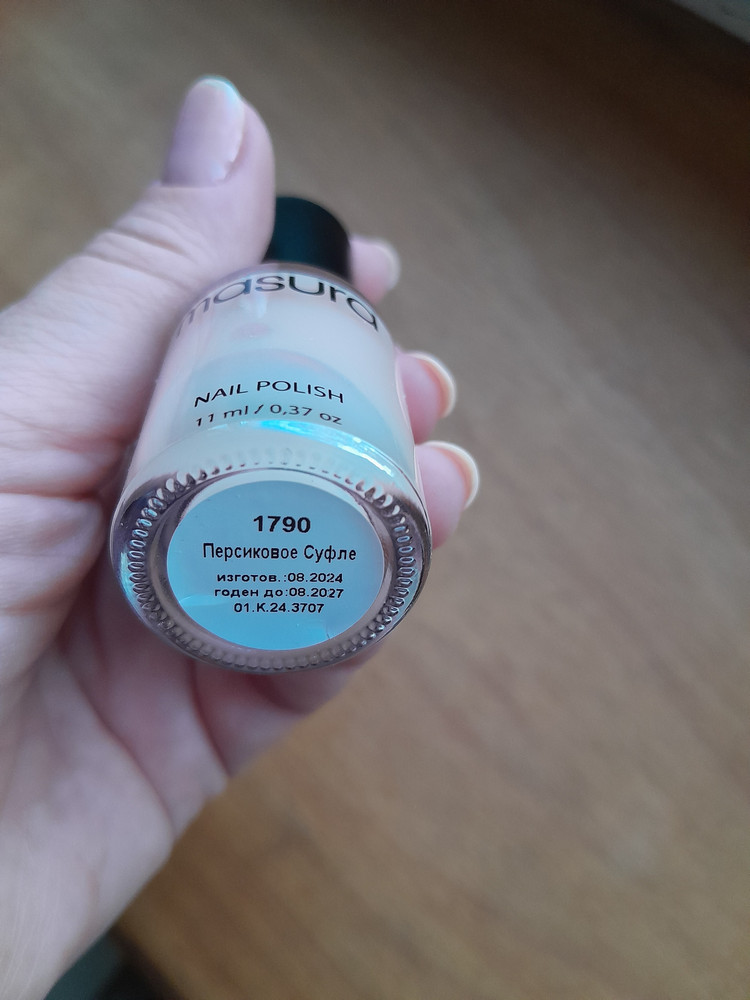 masura
NAIL POLISH
11 ml / 0,37 oz
1790
Персиковое Суфле
изготов.:08.2024
годен до:08.2027
01.K.24.3707